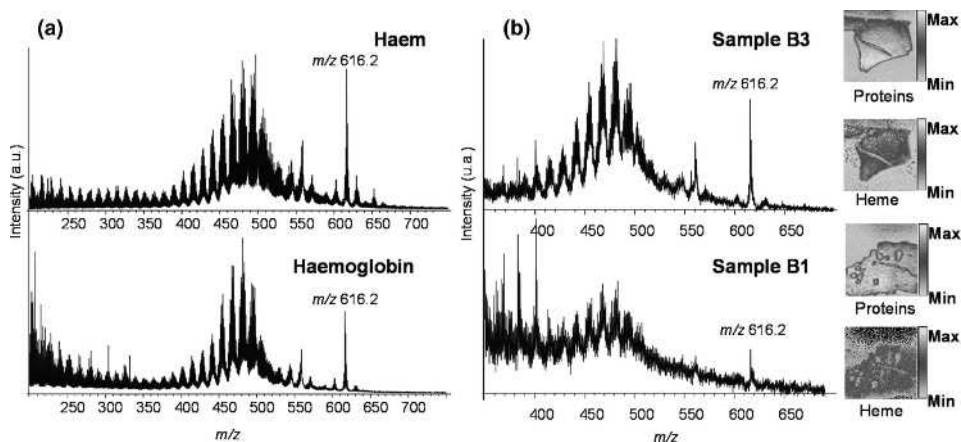 (a)
Haem
m/z 616.2
Intensity (a.u.)
250 300 350 400 450 500 550 600 650 700
Haemoglobin
m/z 616.2
250 300 350 400 450 500 550 600 650 700
m/z
(b)
Sample B3
m/z 616.2
Intensity (u.a.)
400 450 500 550 600 650
Sample B1
m/z 616.2
400 450 500 550 600 650
m/z
Max
Min
Proteins
Max
Min
Heme
Max
Min
Proteins
Max
Min
Heme